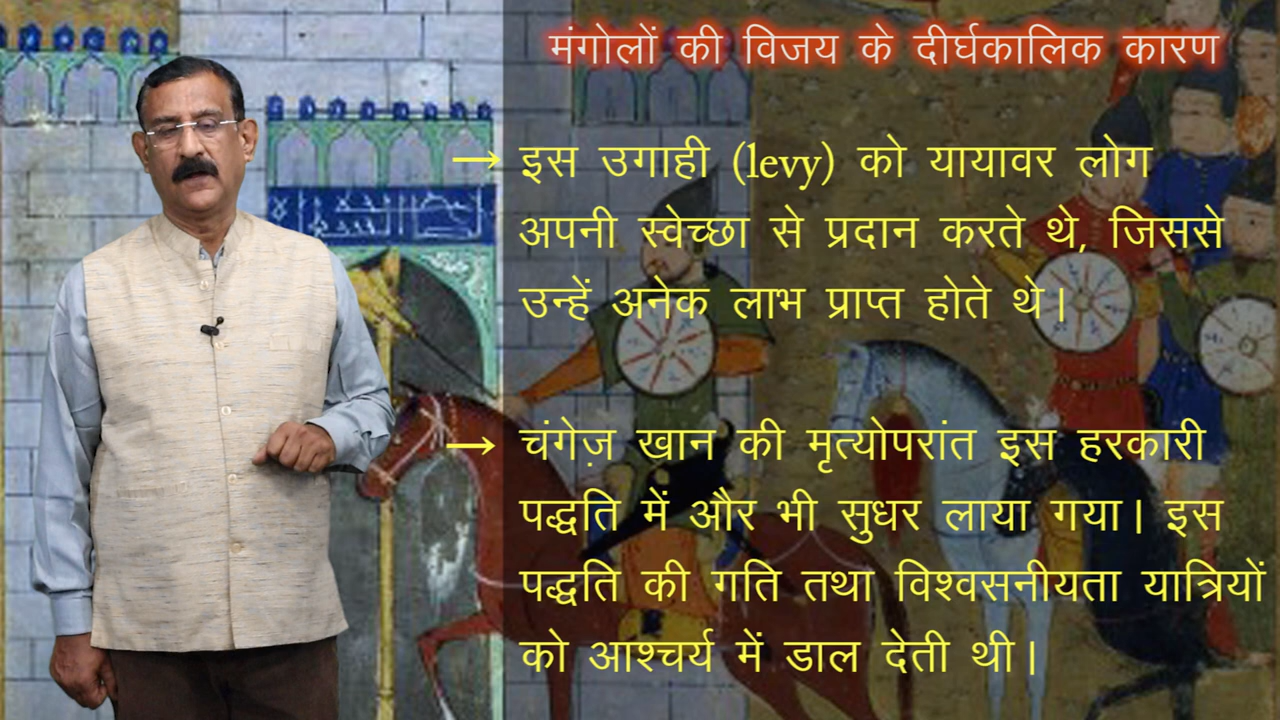 मंगोलों की विजय के दीर्घकालिक कारण
→ इस उगाही (levy) को यायावर लोग
अपनी स्वेच्छा से प्रदान करते थे, जिससे
उन्हें अनेक लाभ प्राप्त होते थे।
→ चंगेज़ खान की मृत्योपरांत इस हरकारी
पद्धति में और भी सुधर लाया गया। इस
पद्धति की गति तथा विश्वसनीयता यात्रियों
को आश्चर्य में डाल देती थी।